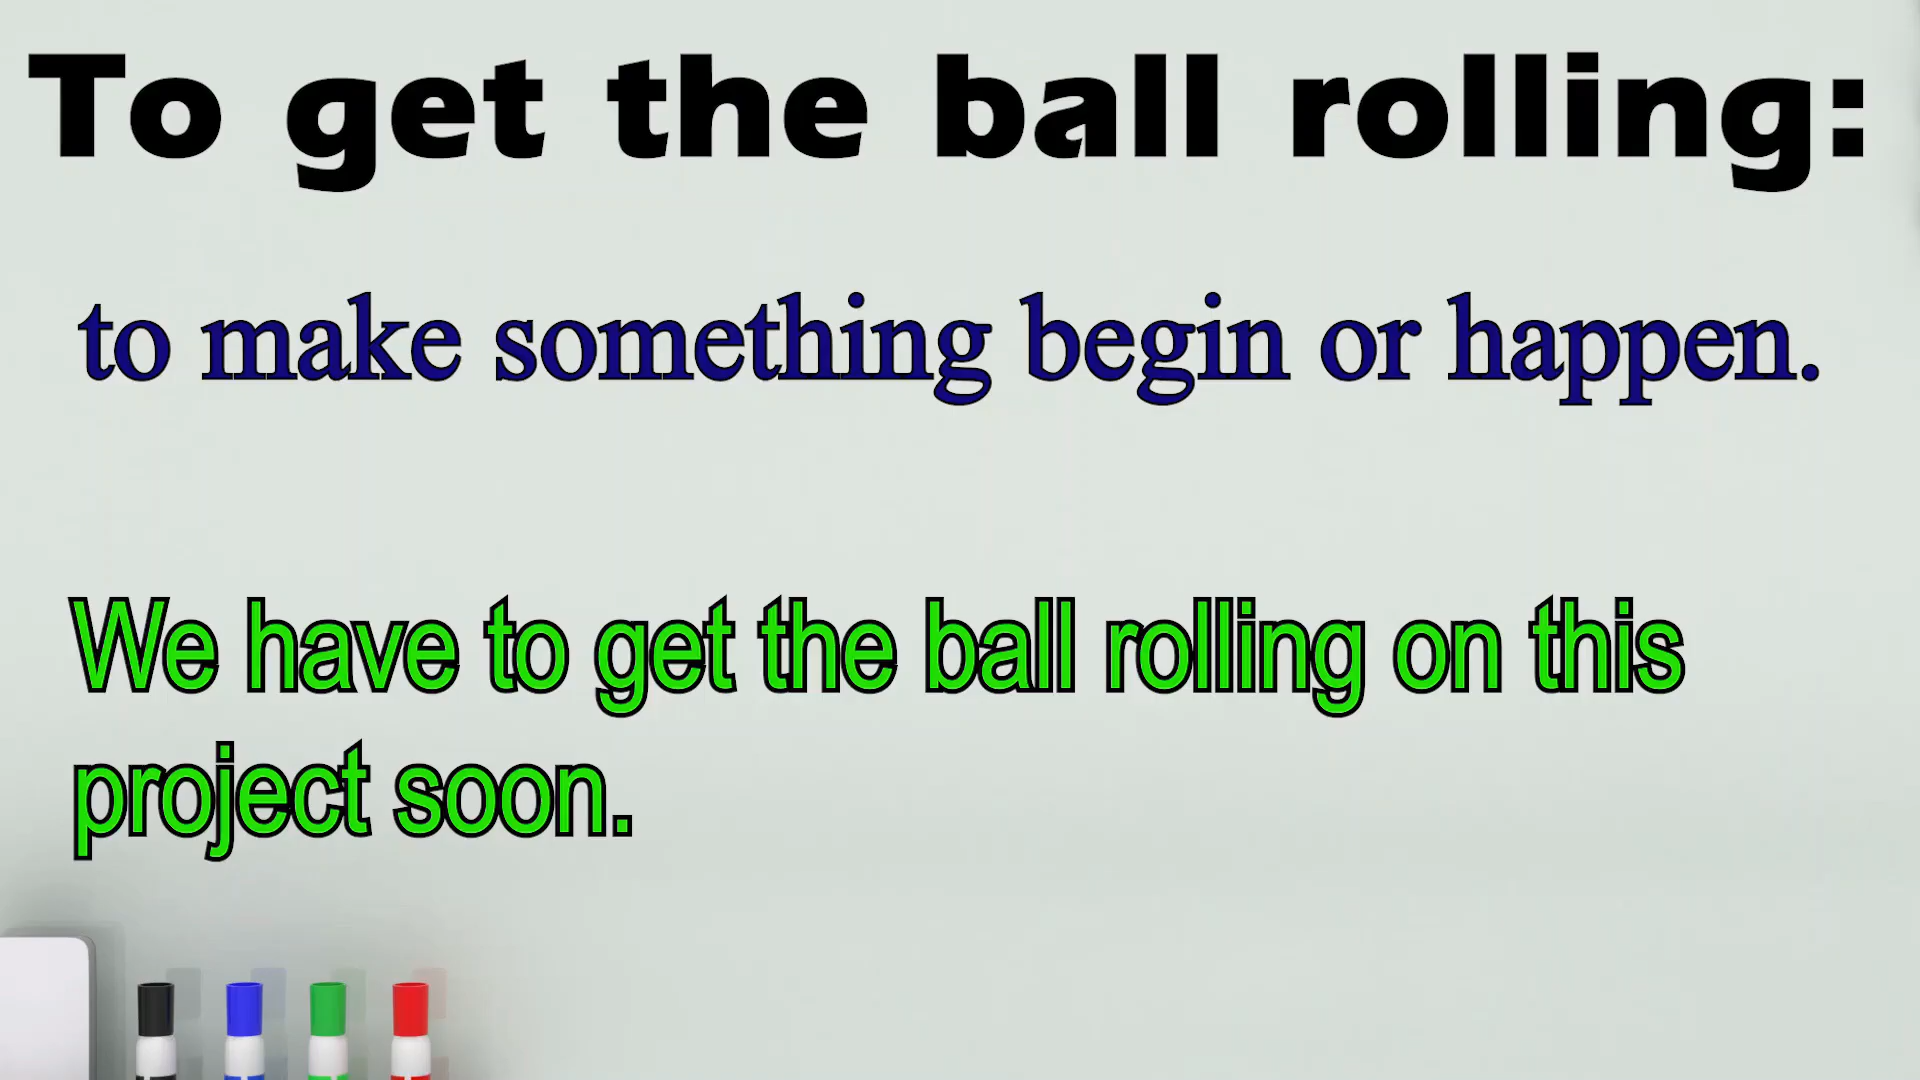 To get the ball rolling:
to make something begin or happen.
We have to get the ball rolling on this
project soon.